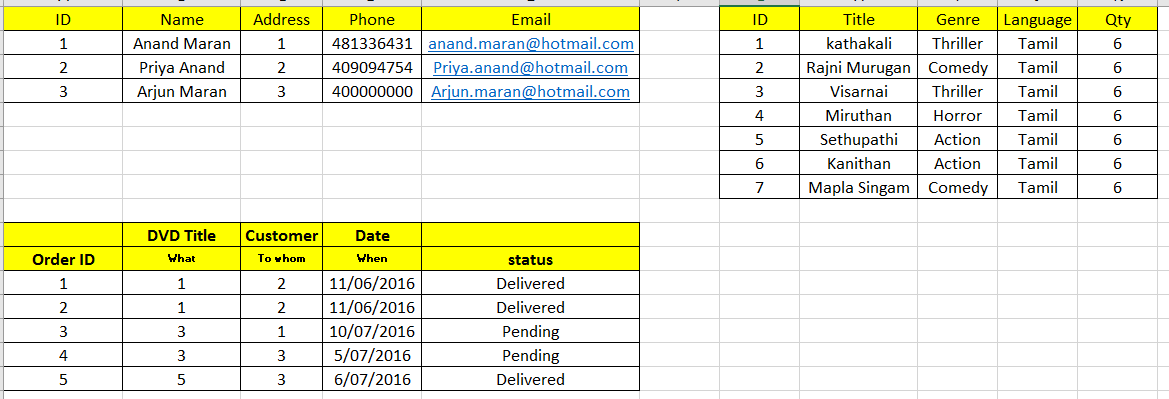 ID Name Address Phone Email
1 Anand Maran 1 481336431 anand.maran@hotmail.com
2 Priya Anand 2 409094754 Priya.anand@hotmail.com
3 Arjun Maran 3 400000000 Arjun.maran@hotmail.com
ID Title Genre Language Qty
1 kathakali Thriller Tamil 6
2 Rajni Murugan Comedy Tamil 6
3 Visarnai Thriller Tamil 6
4 Miruthan Horror Tamil 6
5 Sethupathi Action Tamil 6
6 Kanithan Action Tamil 6
7 Mapla Singam Comedy Tamil 6
DVD Title Customer Date
Order ID What To whom When status
1 1 2 11/06/2016 Delivered
2 1 2 11/06/2016 Delivered
3 3 1 10/07/2016 Pending
4 3 3 5/07/2016 Pending
5 5 3 6/07/2016 Delivered